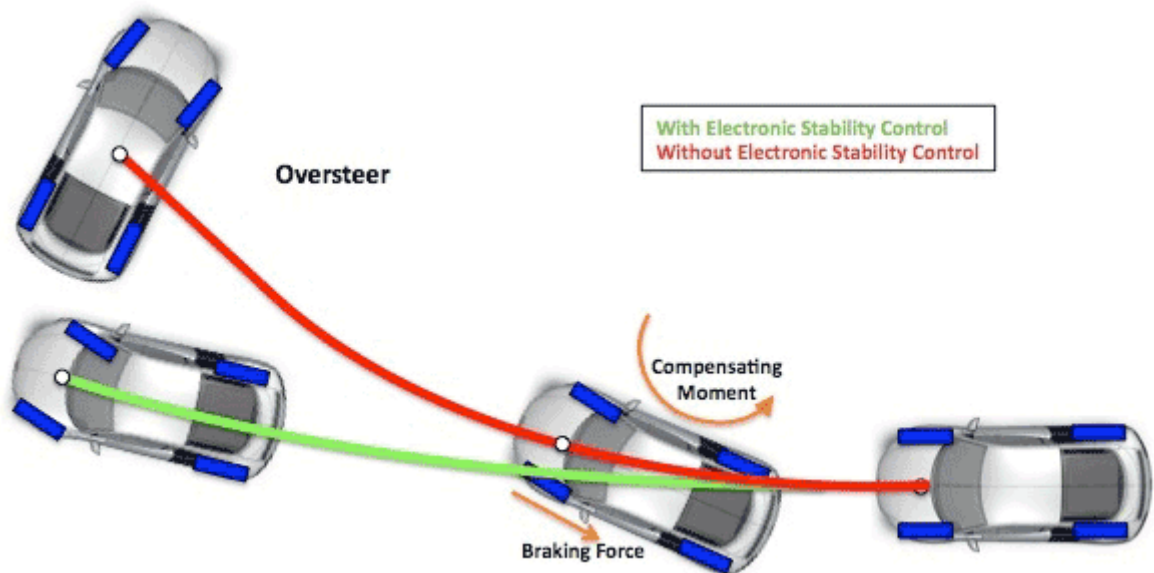 Oversteer
With Electronic Stability Control
Without Electronic Stability Control
Compensating
Moment
Braking Force